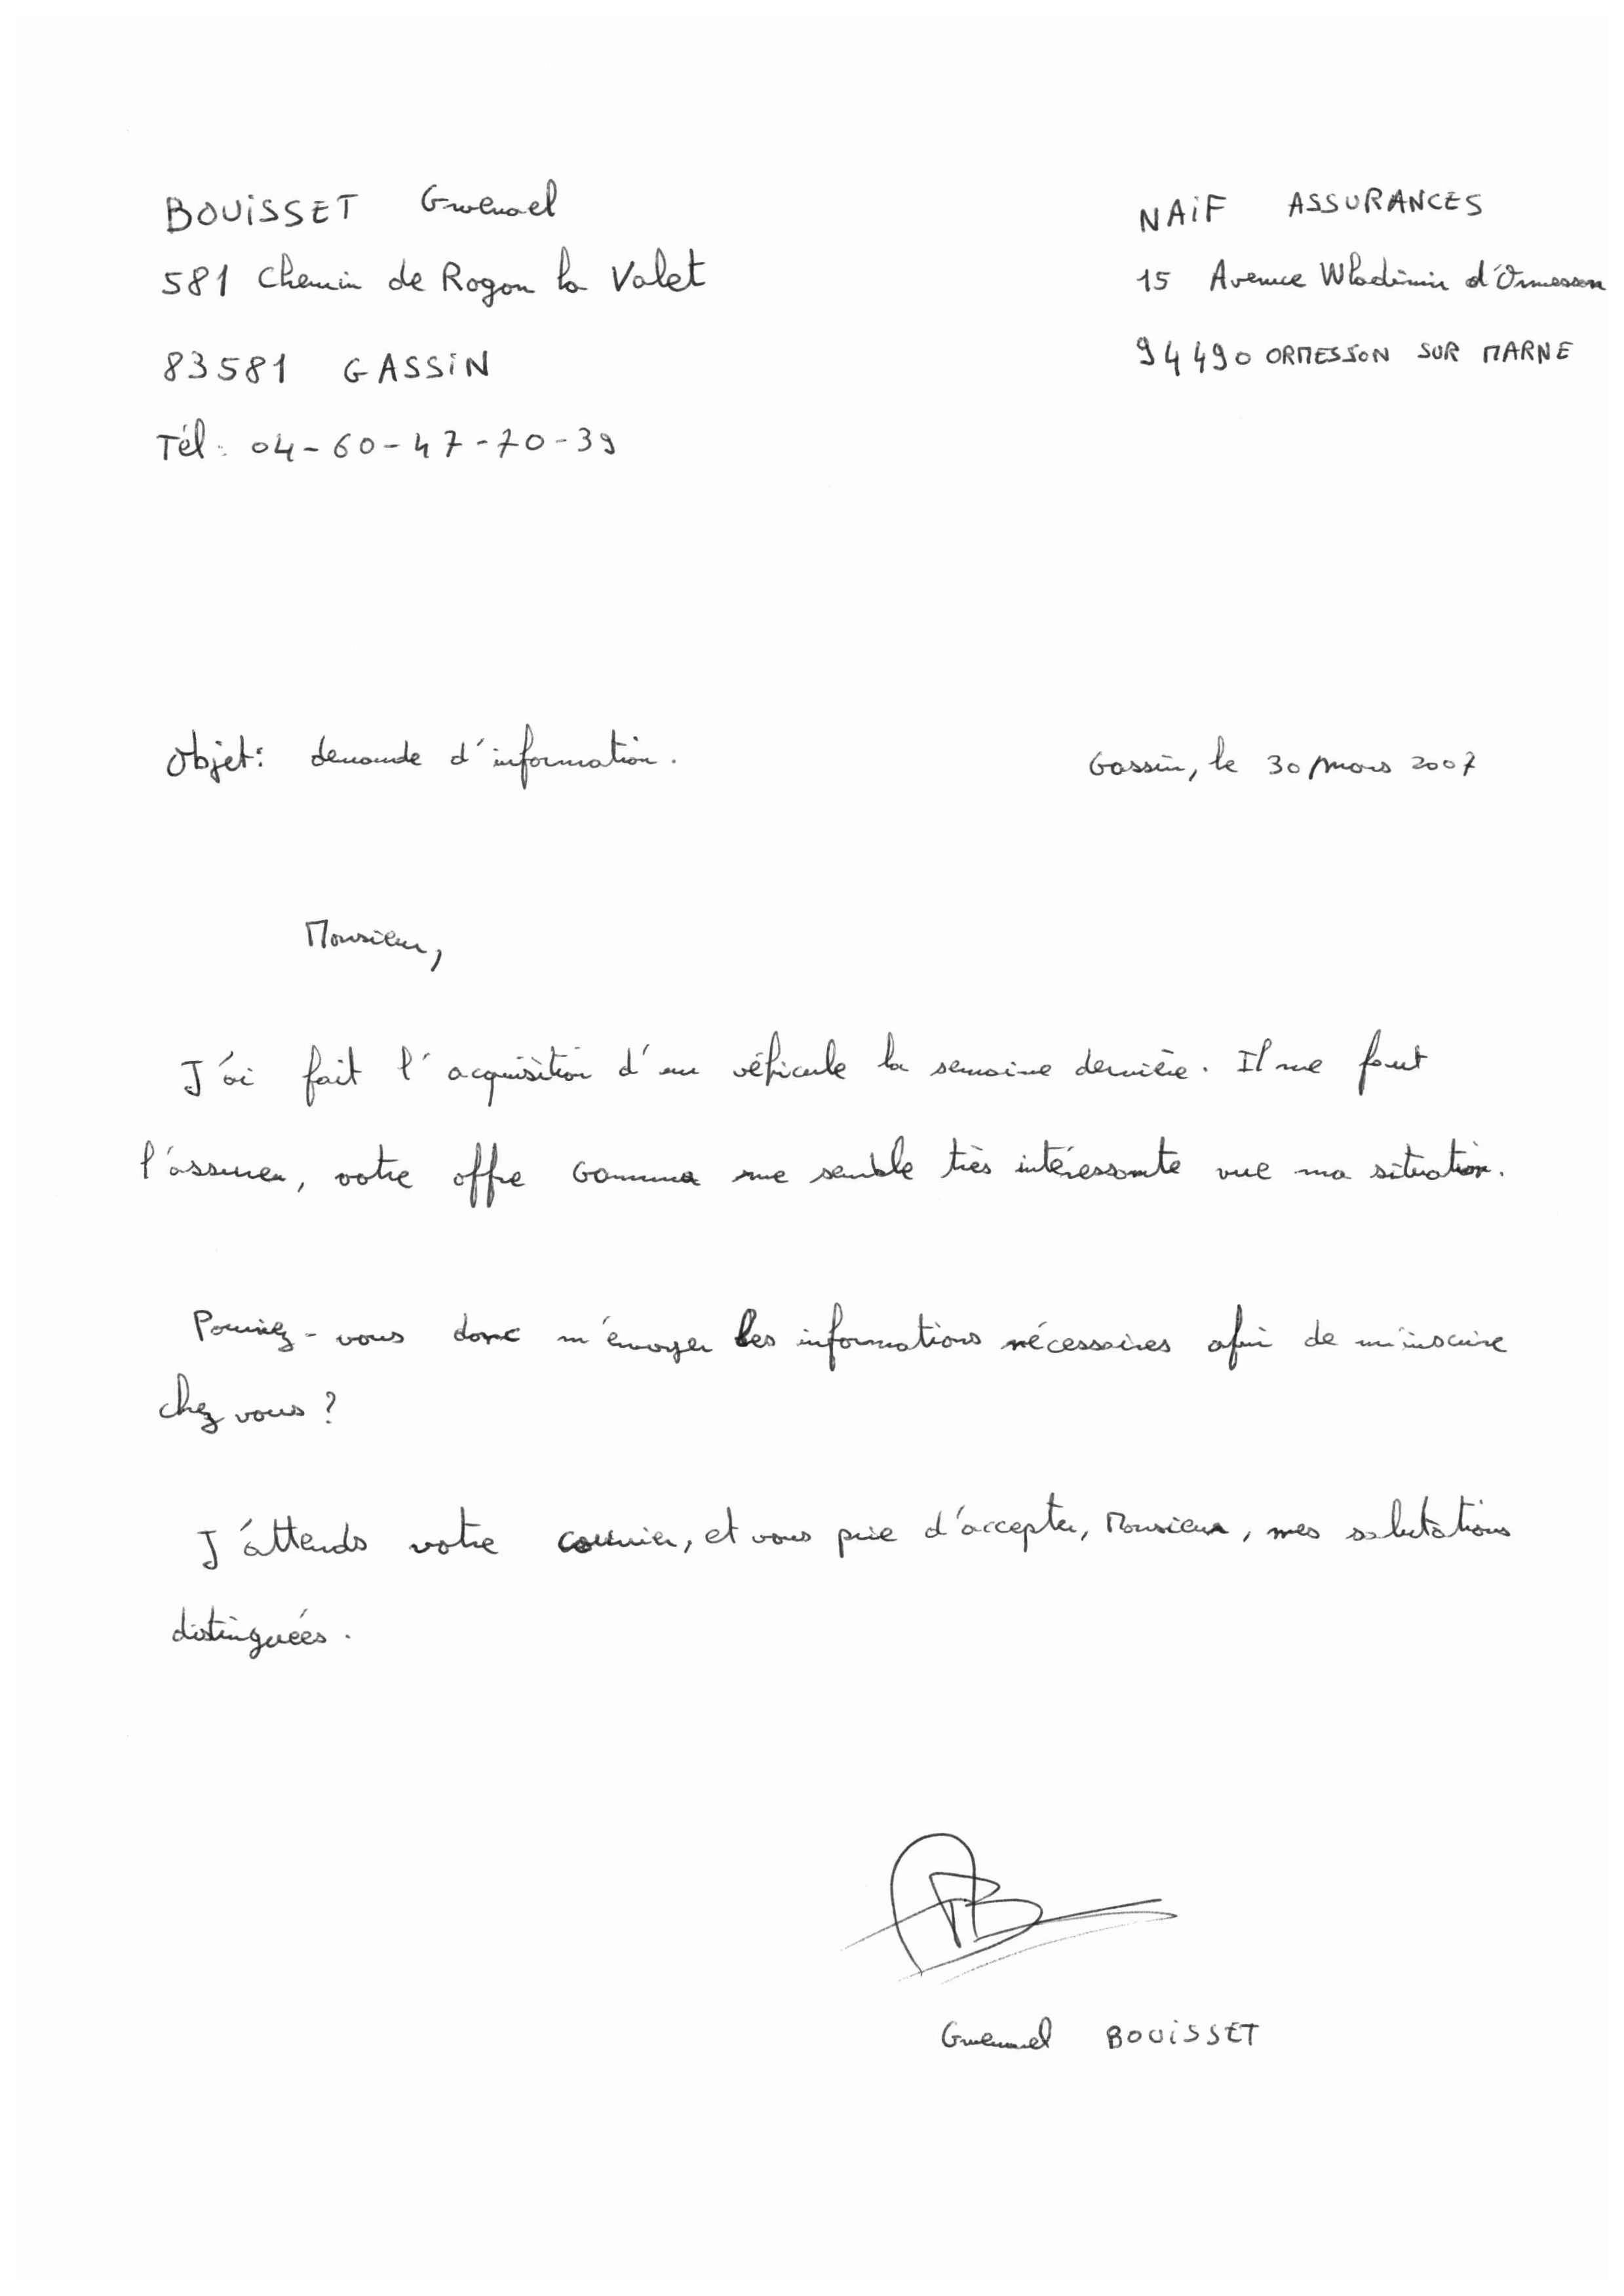 BOUISSET Gwenael
581 Chemin de Rogon la Valet
83581 GASSIN
Tél : 04-60-47-70-39
NAIF ASSURANCES
15 Avenue Wladimir d'Ormesson
94490 ORMESSON SUR MARNE
Objet : demande d'information.
Gassin, le 30 mars 2007
Monsieur,
J'ai fait l'acquisition d'un véhicule la semaine dernière. Il me faut
l'assurer, votre offre Gamma me semble très intéressante vue ma situation.
Pourriez-vous donc m'envoyer les informations nécessaires afin de m'inscrire
chez vous ?
J'attends votre courrier, et vous prie d'accepter, Monsieur, mes salutations
distinguées.
Gwenael BOUISSET